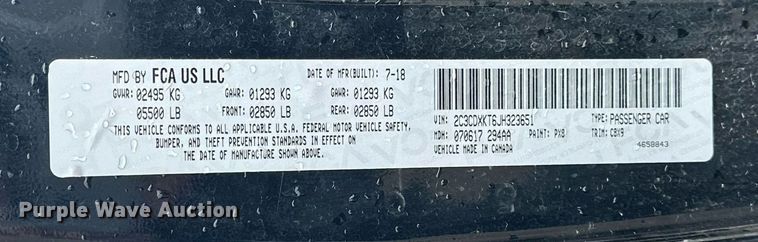 MFD BY FCA US LLC DATE OF MFR(BUILT): 7-18
GVWR: 02495 KG GAWR: 01293 KG GAWR: 01293 KG
05500 LB FRONT: 02850 LB REAR: 02850 LB
THIS VEHICLE CONFORMS TO ALL APPLICABLE U.S.A. FEDERAL MOTOR VEHICLE SAFETY,
BUMPER, AND THEFT PREVENTION STANDARDS IN EFFECT ON THE DATE OF
MANUFACTURE SHOWN ABOVE.
VIN: 2C3CDXKT6JH323651 TYPE: PASSENGER CAR
MDH: 070617 294AA PAINT: PX8 TRIM: CBX9
VEHICLE MADE IN CANADA 4658843
Purple Wave Auction